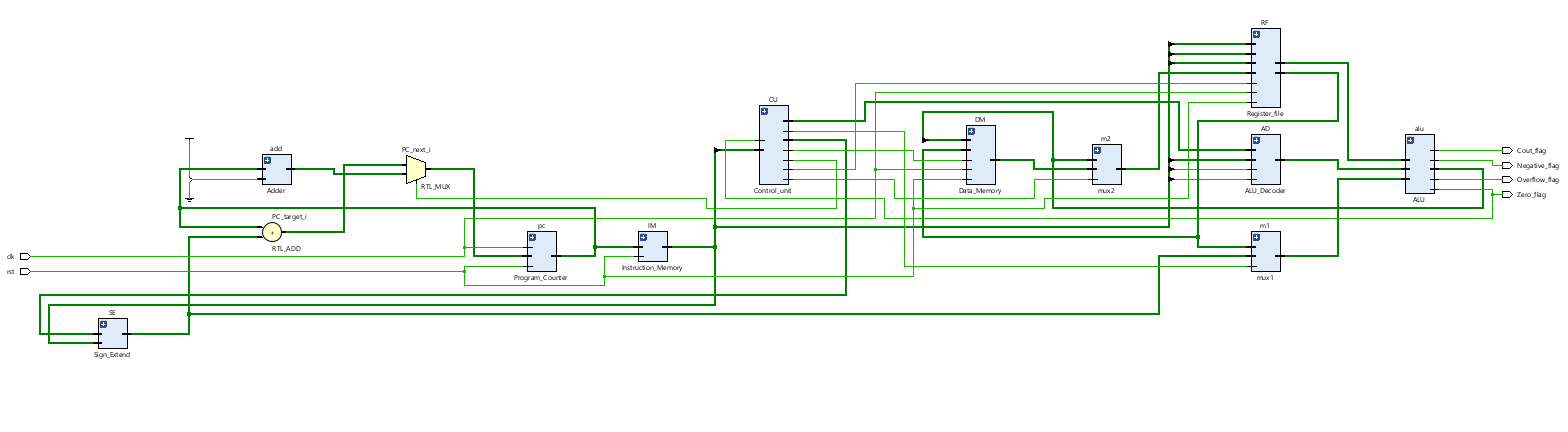 RF
Register_file
CU
Control_unit
DM
Data_Memory
m2
mux2
AD
ALU_Decoder
alu
ALU
Cout_flag
Negative_flag
Overflow_flag
Zero_flag
add
Adder
PC_next_i
RTL_MUX
PC_target_i
+
RTL_ADD
pc
Program_Counter
IM
Instruction_Memory
m1
mux1
clk
rst
SE
Sign_Extend